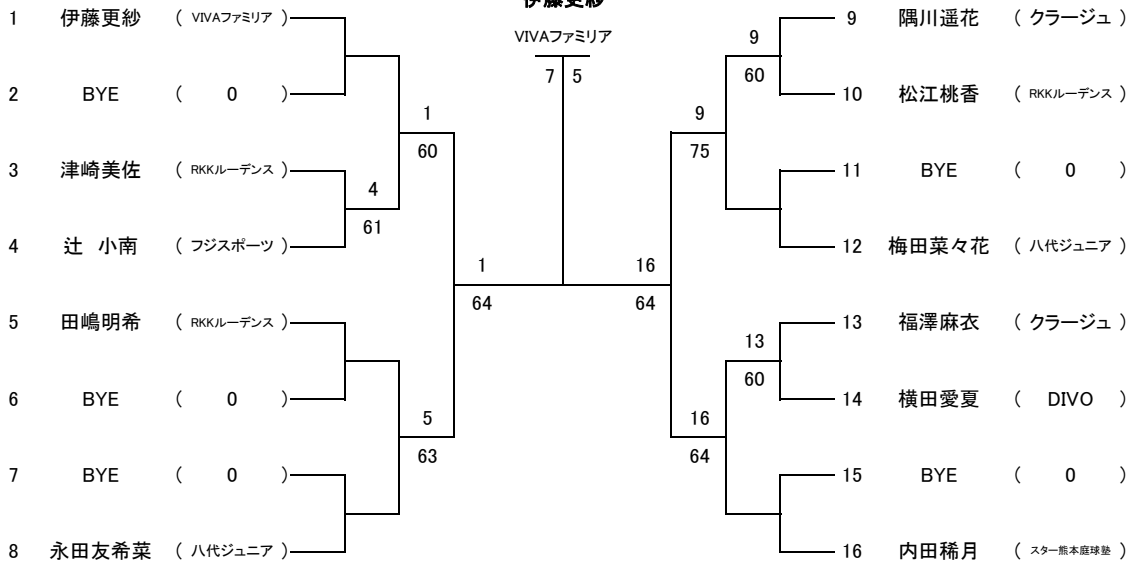 伊藤更紗
VIVAファミリア
7 5
1 伊藤更紗 ( VIVAファミリア )
2 BYE ( 0 )
1
60
3 津崎美佐 ( RKKルーデンス )
4
61
4 辻 小南 ( フジスポーツ )
1
64
5 田嶋明希 ( RKKルーデンス )
6 BYE ( 0 )
5
63
7 BYE ( 0 )
8 永田友希菜 ( 八代ジュニア )
9 隅川遥花 ( クラージュ )
9
60
10 松江桃香 ( RKKルーデンス )
9
75
11 BYE ( 0 )
12 梅田菜々花 ( 八代ジュニア )
16
64
13 福澤麻衣 ( クラージュ )
13
60
14 横田愛夏 ( DIVO )
16
64
15 BYE ( 0 )
16 内田稀月 ( スター熊本庭球塾 )